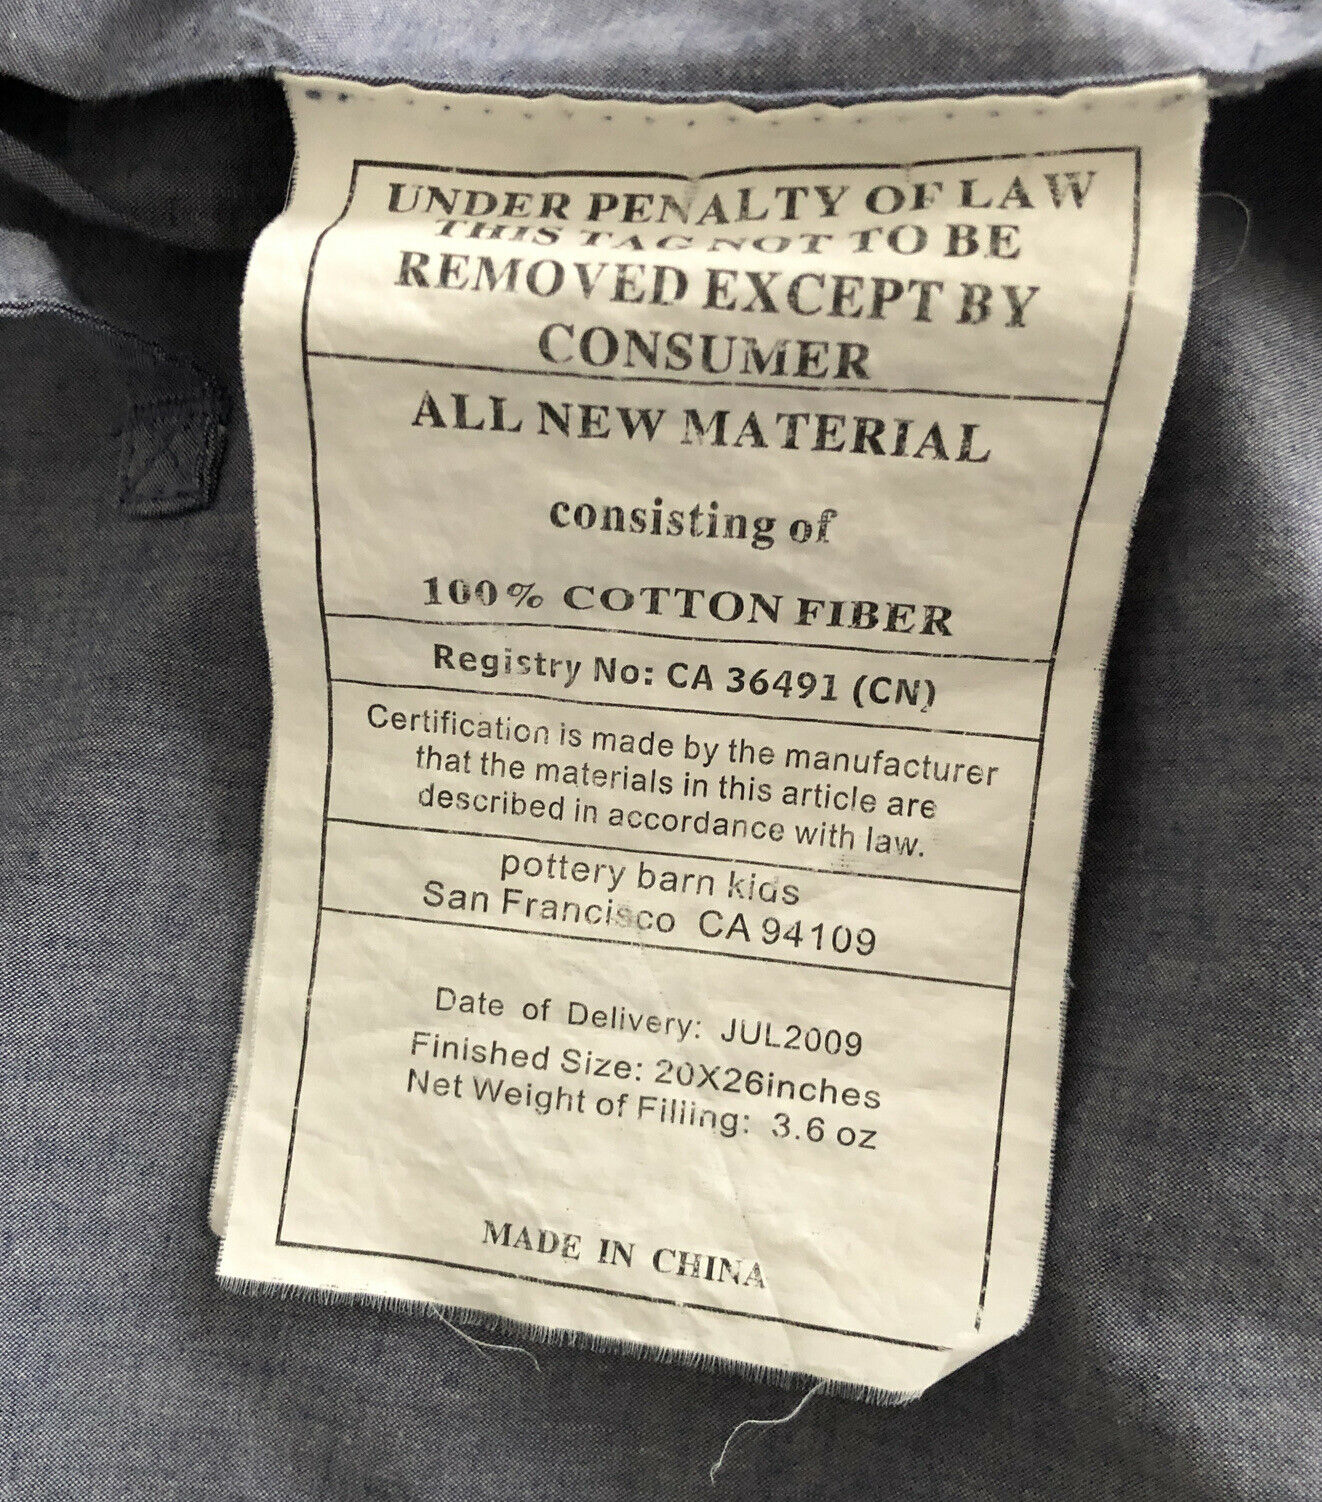 UNDER PENALTY OF LAW
THIS TAG NOT TO BE
REMOVED EXCEPT BY
CONSUMER
ALL NEW MATERIAL
consisting of
100% COTTON FIBER
Registry No: CA 36491 (CN)
Certification is made by the manufacturer
that the materials in this article are
described in accordance with law.
pottery barn kids
San Francisco CA 94109
Date of Delivery: JUL2009
Finished Size: 20X26inches
Net Weight of Filling: 3.6 oz
MADE IN CHINA